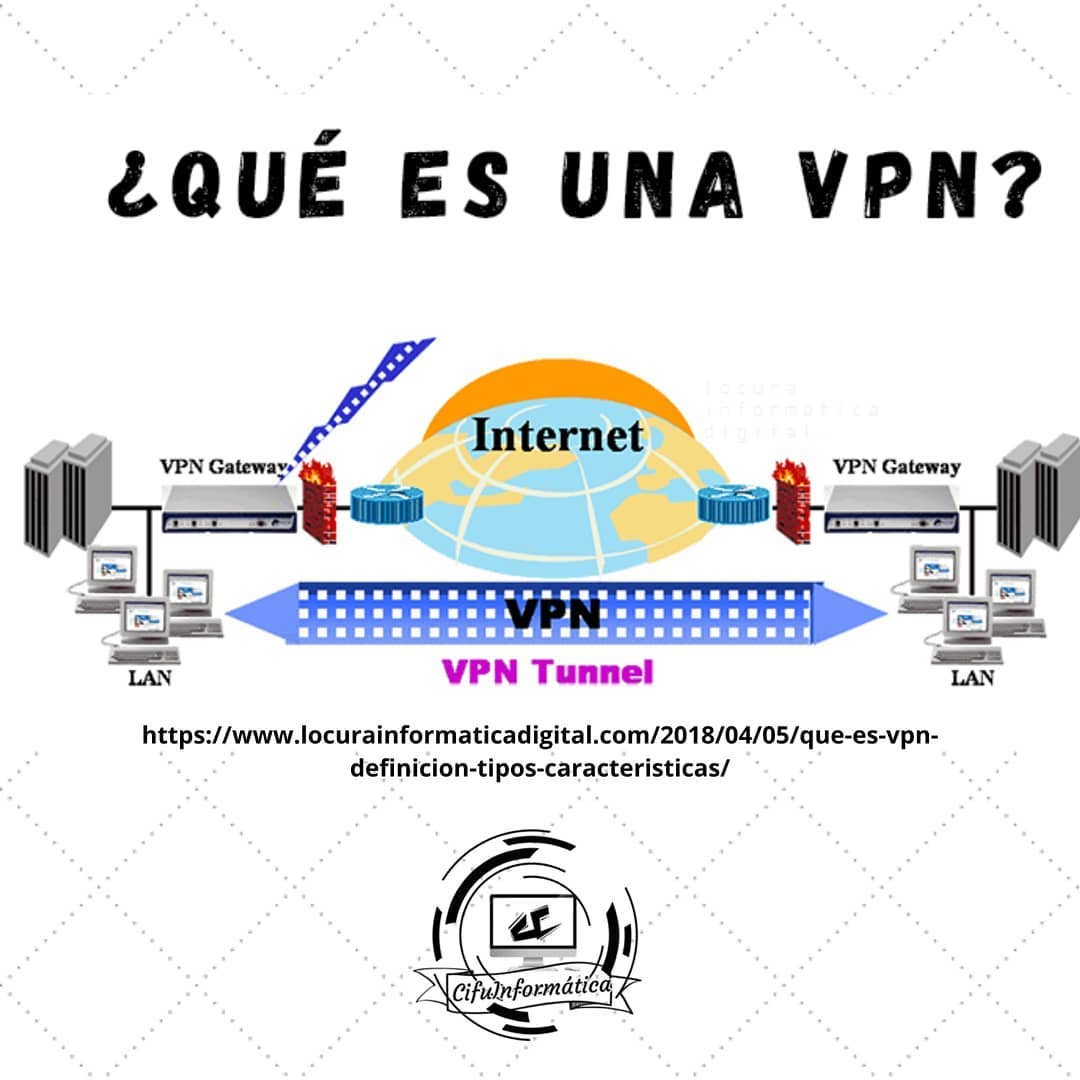 ¿QUÉ ES UNA VPN?
locura
informatica
digital
Internet
VPN Gateway
VPN Gateway
VPN
VPN Tunnel
LAN
LAN
https://www.locurainformaticadigital.com/2018/04/05/que-es-vpn-
definicion-tipos-caracteristicas/
CifuInformática